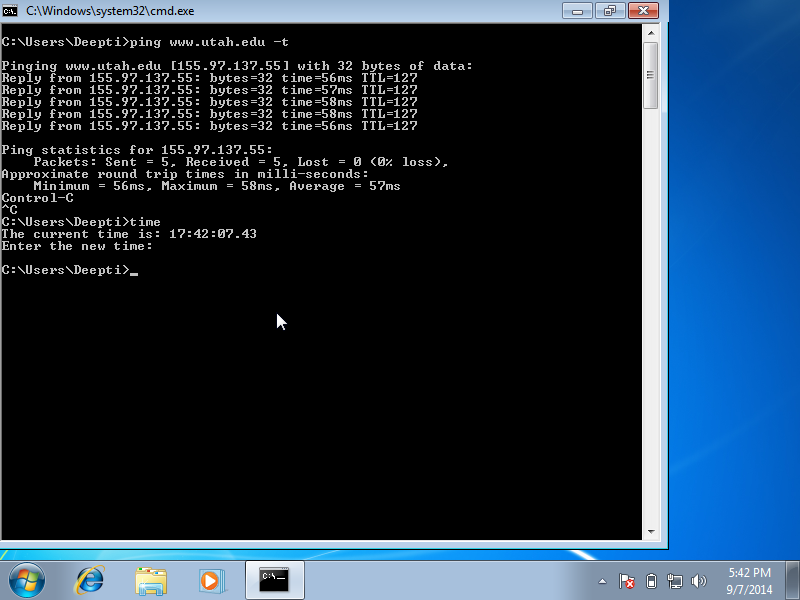 C:\Windows\system32\cmd.exe
C:\Users\Deepti>ping www.utah.edu -t
Pinging www.utah.edu [155.97.137.55] with 32 bytes of data:
Reply from 155.97.137.55: bytes=32 time=56ms TTL=127
Reply from 155.97.137.55: bytes=32 time=57ms TTL=127
Reply from 155.97.137.55: bytes=32 time=58ms TTL=127
Reply from 155.97.137.55: bytes=32 time=58ms TTL=127
Reply from 155.97.137.55: bytes=32 time=56ms TTL=127
Ping statistics for 155.97.137.55:
    Packets: Sent = 5, Received = 5, Lost = 0 (0% loss),
Approximate round trip times in milli-seconds:
    Minimum = 56ms, Maximum = 58ms, Average = 57ms
Control-C
^C
C:\Users\Deepti>time
The current time is: 17:42:07.43
Enter the new time:
C:\Users\Deepti>_
5:42 PM
9/7/2014